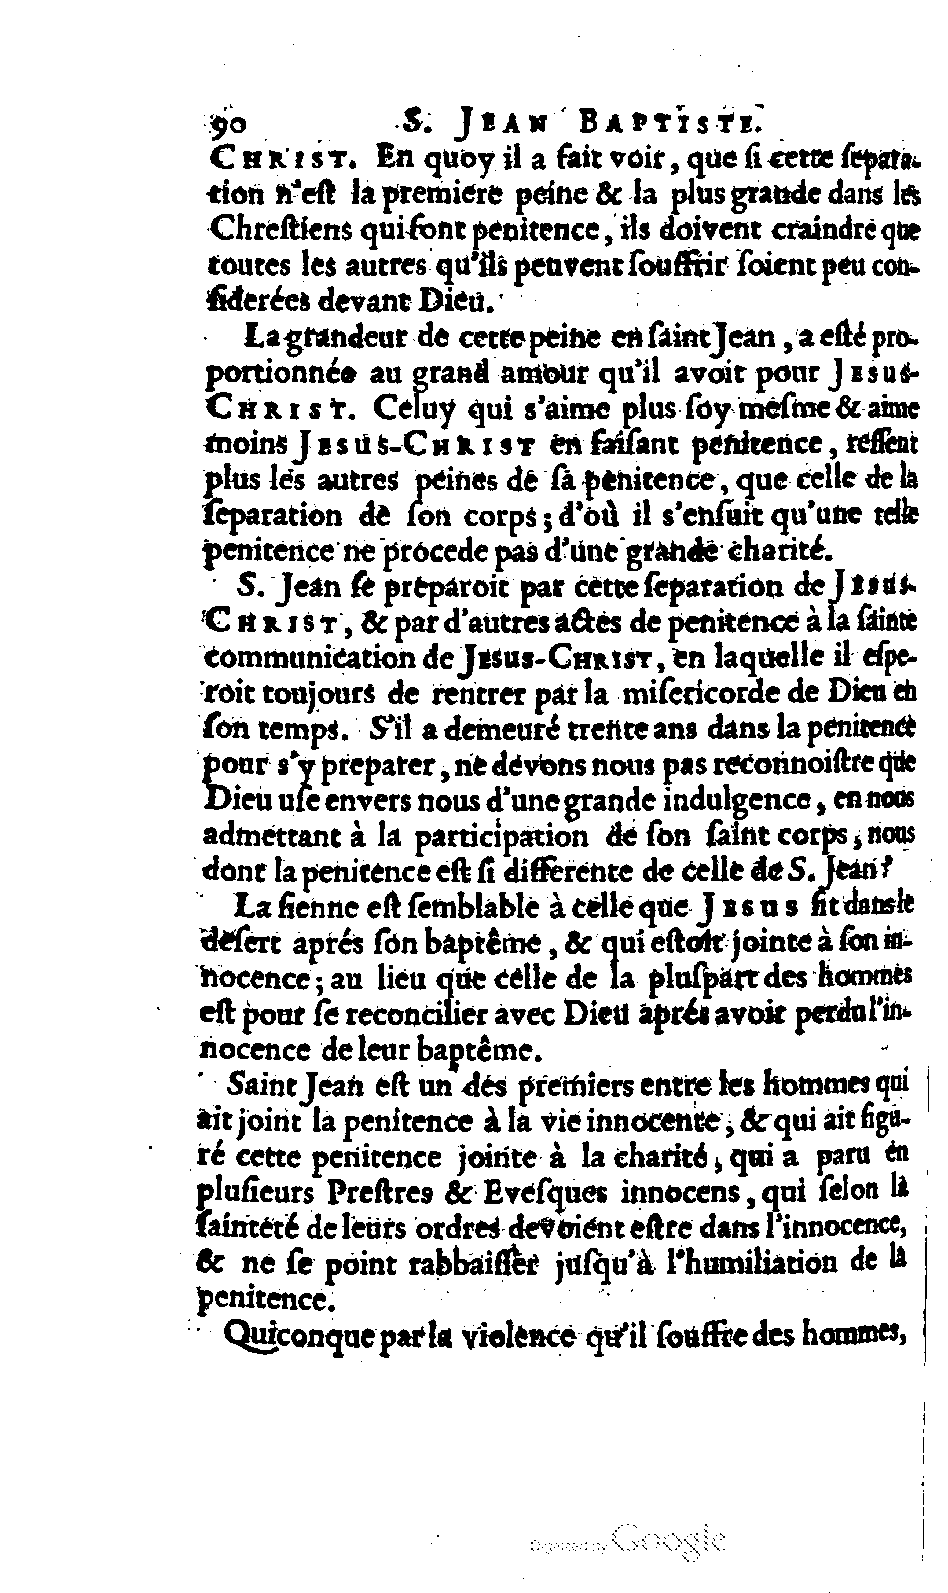 90 S. JEAN BAPTISTE.
CHRIST. En quoy il a fait voir, que si cette separa-
tion n'est la premiere peine & la plus grande dans les
Chrestiens qui font penitence, ils doivent craindre que
toutes les autres qu'ils peuvent souffrir soient peu con-
siderées devant Dieu.
La grandeur de cette peine en saint Jean, a esté pro-
portionnée au grand amour qu'il avoit pour JESUS-
CHRIST. Celuy qui s'aime plus soy mesme & aime
moins JESUS-CHRIST en faisant penitence, ressent
plus les autres peines de sa penitence, que celle de la
separation de son corps; d'où il s'ensuit qu'une telle
penitence ne procede pas d'une grande charité.
S. Jean se preparoit par cette separation de JESUS-
CHRIST, & par d'autres actes de penitence à la sainte
communication de JESUS-CHRIST, en laquelle il espe-
roit toujours de rentrer par la misericorde de Dieu en
son temps. S'il a demeuré trente ans dans la penitence
pour s'y preparer, ne devons nous pas reconnoistre que
Dieu use envers nous d'une grande indulgence, en nous
admettant à la participation de son saint corps, nous
dont la penitence est si differente de celle de S. Jean?
La sienne est semblable à celle que JESUS fit dans le
desert aprés son baptême, & qui estoit jointe à son in-
nocence; au lieu que celle de la pluspart des hommes
est pour se reconcilier avec Dieu aprés avoir perdu l'in-
nocence de leur baptême.
Saint Jean est un des premiers entre les hommes qui
ait joint la penitence à la vie innocente, & qui ait figu-
ré cette penitence jointe à la charité, qui a paru en
plusieurs Prestres & Evesques innocens, qui selon la
sainteté de leurs ordres devoient estre dans l'innocence,
& ne se point rabbaisser jusqu'à l'humiliation de la
penitence.
Quiconque par la violence qu'il souffre des hommes,
Digitized by Google